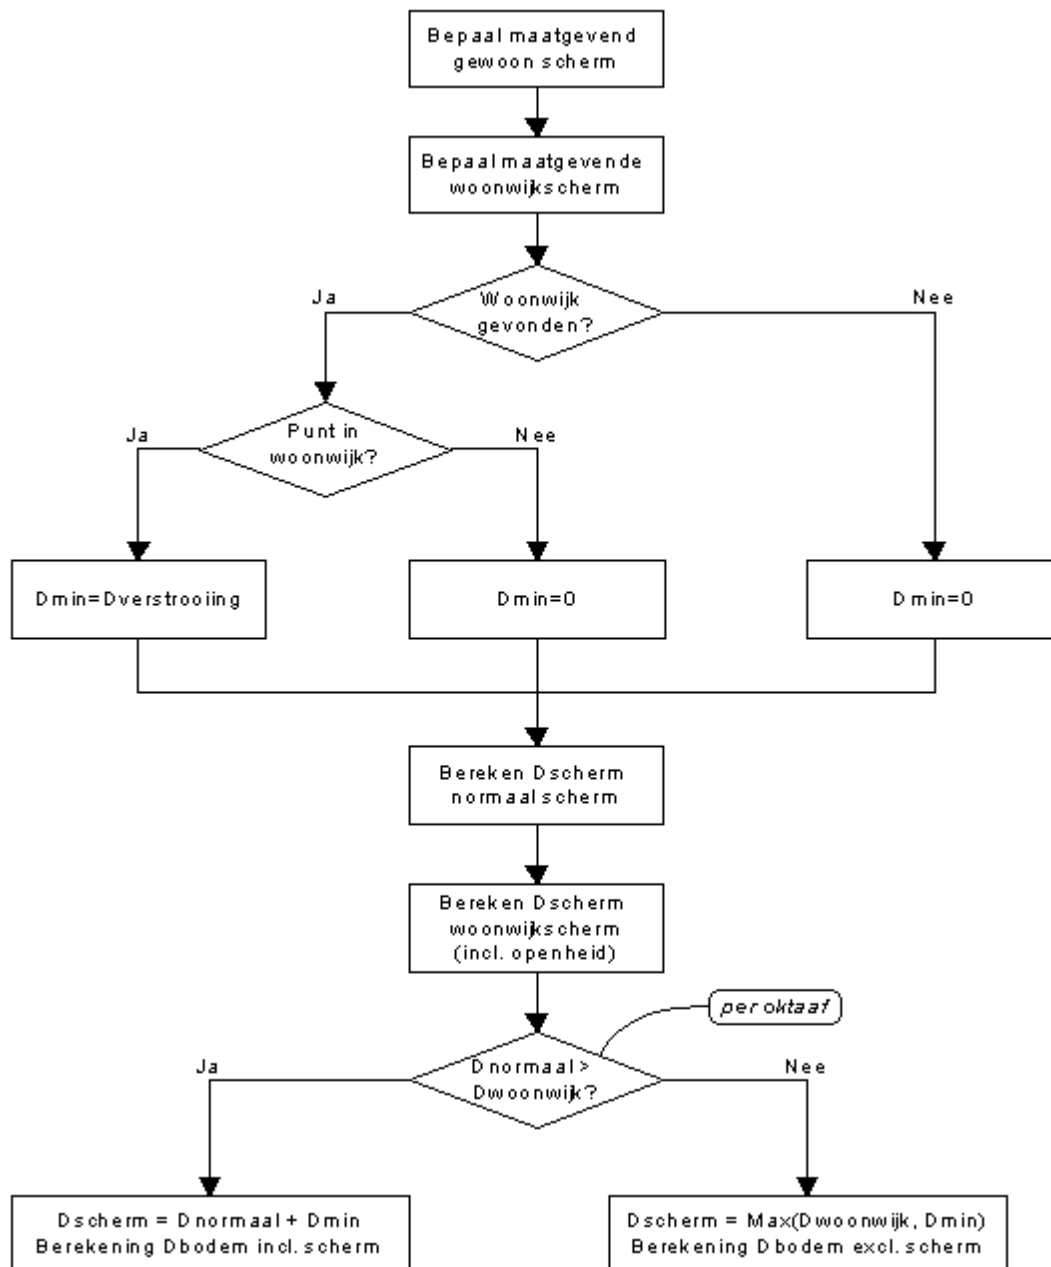 Bepaal maatgevend
gewoon scherm
Bepaal maatgevende
woonwijkscherm
Woonwijk
gevonden?
Ja
Nee
Punt in
woonwijk?
Ja
Nee
Dmin=Dverstrooiing
Dmin=0
Dmin=0
Bereken Dscherm
normaal scherm
Bereken Dscherm
woonwijkscherm
(incl. openheid)
per oktaaf
Dnormaal >
Dwoonwijk?
Ja
Nee
Dscherm = Dnormaal + Dmin
Berekening Dbodem incl. scherm
Dscherm = Max(Dwoonwijk, Dmin)
Berekening Dbodem excl. scherm